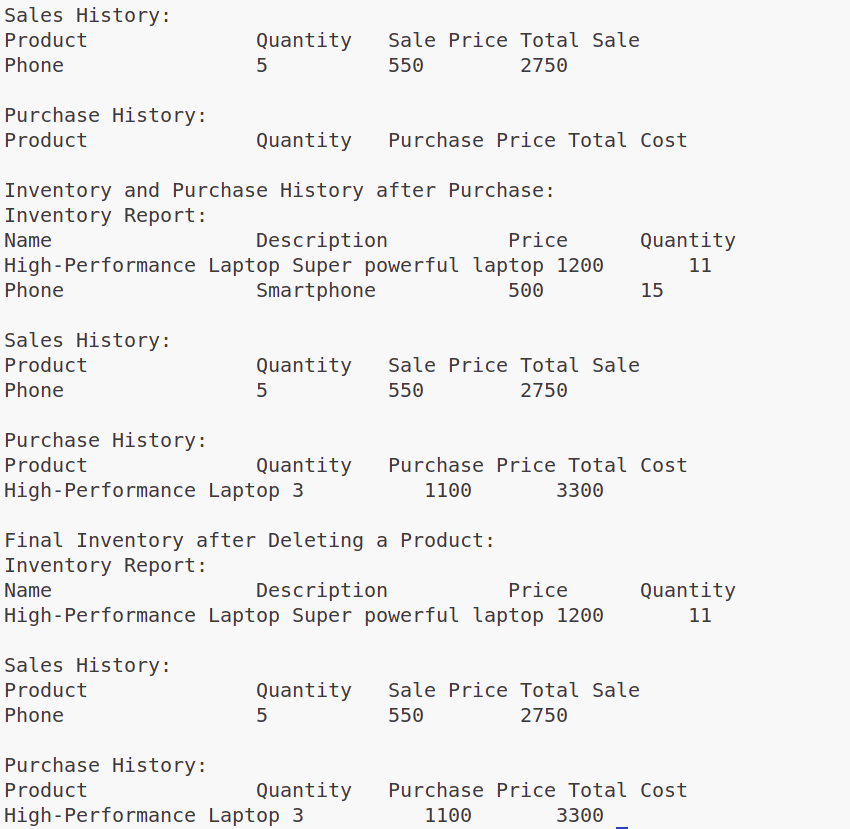 Sales History:
Product              Quantity   Sale Price Total Sale
Phone                5          550        2750

Purchase History:
Product              Quantity   Purchase Price Total Cost

Inventory and Purchase History after Purchase:
Inventory Report:
Name                 Description          Price      Quantity
High-Performance Laptop Super powerful laptop 1200       11
Phone                Smartphone           500        15

Sales History:
Product              Quantity   Sale Price Total Sale
Phone                5          550        2750

Purchase History:
Product              Quantity   Purchase Price Total Cost
High-Performance Laptop 3          1100       3300

Final Inventory after Deleting a Product:
Inventory Report:
Name                 Description          Price      Quantity
High-Performance Laptop Super powerful laptop 1200       11

Sales History:
Product              Quantity   Sale Price Total Sale
Phone                5          550        2750

Purchase History:
Product              Quantity   Purchase Price Total Cost
High-Performance Laptop 3          1100       3300